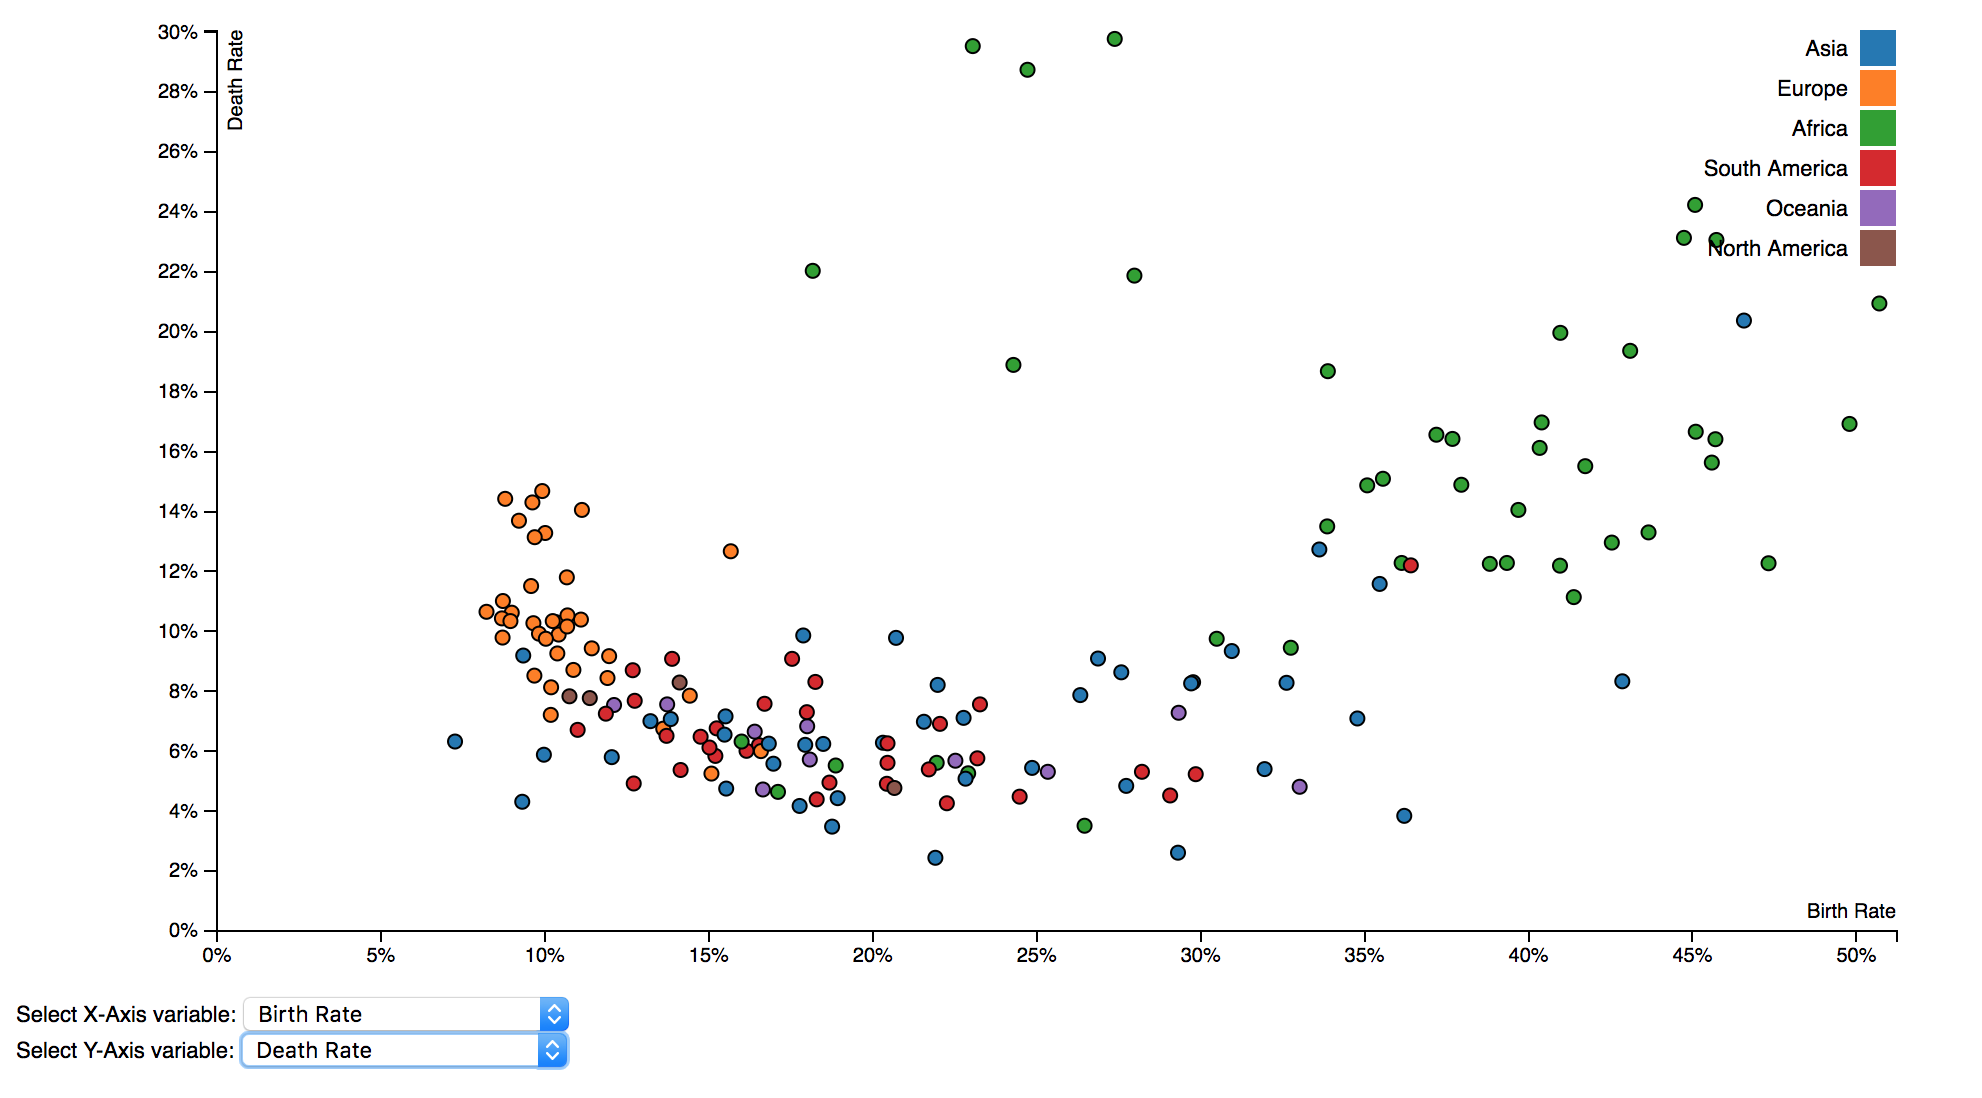 30%
28%
26%
24%
22%
20%
18%
16%
14%
12%
10%
8%
6%
4%
2%
0%
Death Rate
Asia
Europe
Africa
South America
Oceania
North America
Birth Rate
0% 5% 10% 15% 20% 25% 30% 35% 40% 45% 50%
Select X-Axis variable: Birth Rate
Select Y-Axis variable: Death Rate